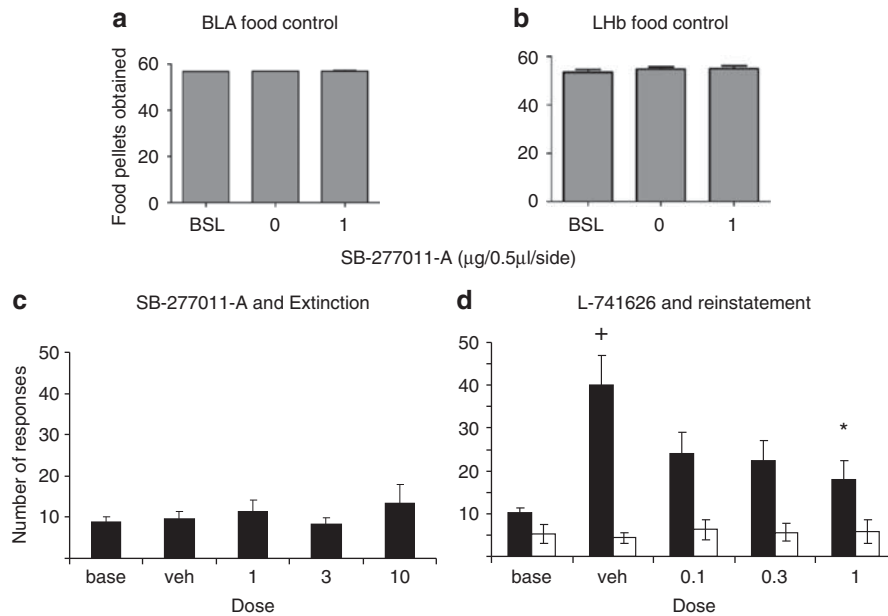 a
BLA food control
60
40
20
0
Food pellets obtained
BSL 0 1
b
LHb food control
60
40
20
0
BSL 0 1
SB-277011-A (μg/0.5μl/side)
c
SB-277011-A and Extinction
50
40
30
20
10
Number of responses
base veh 1 3 10
Dose
d
L-741626 and reinstatement
50
40
30
20
10
0
+
*
base veh 0.1 0.3 1
Dose